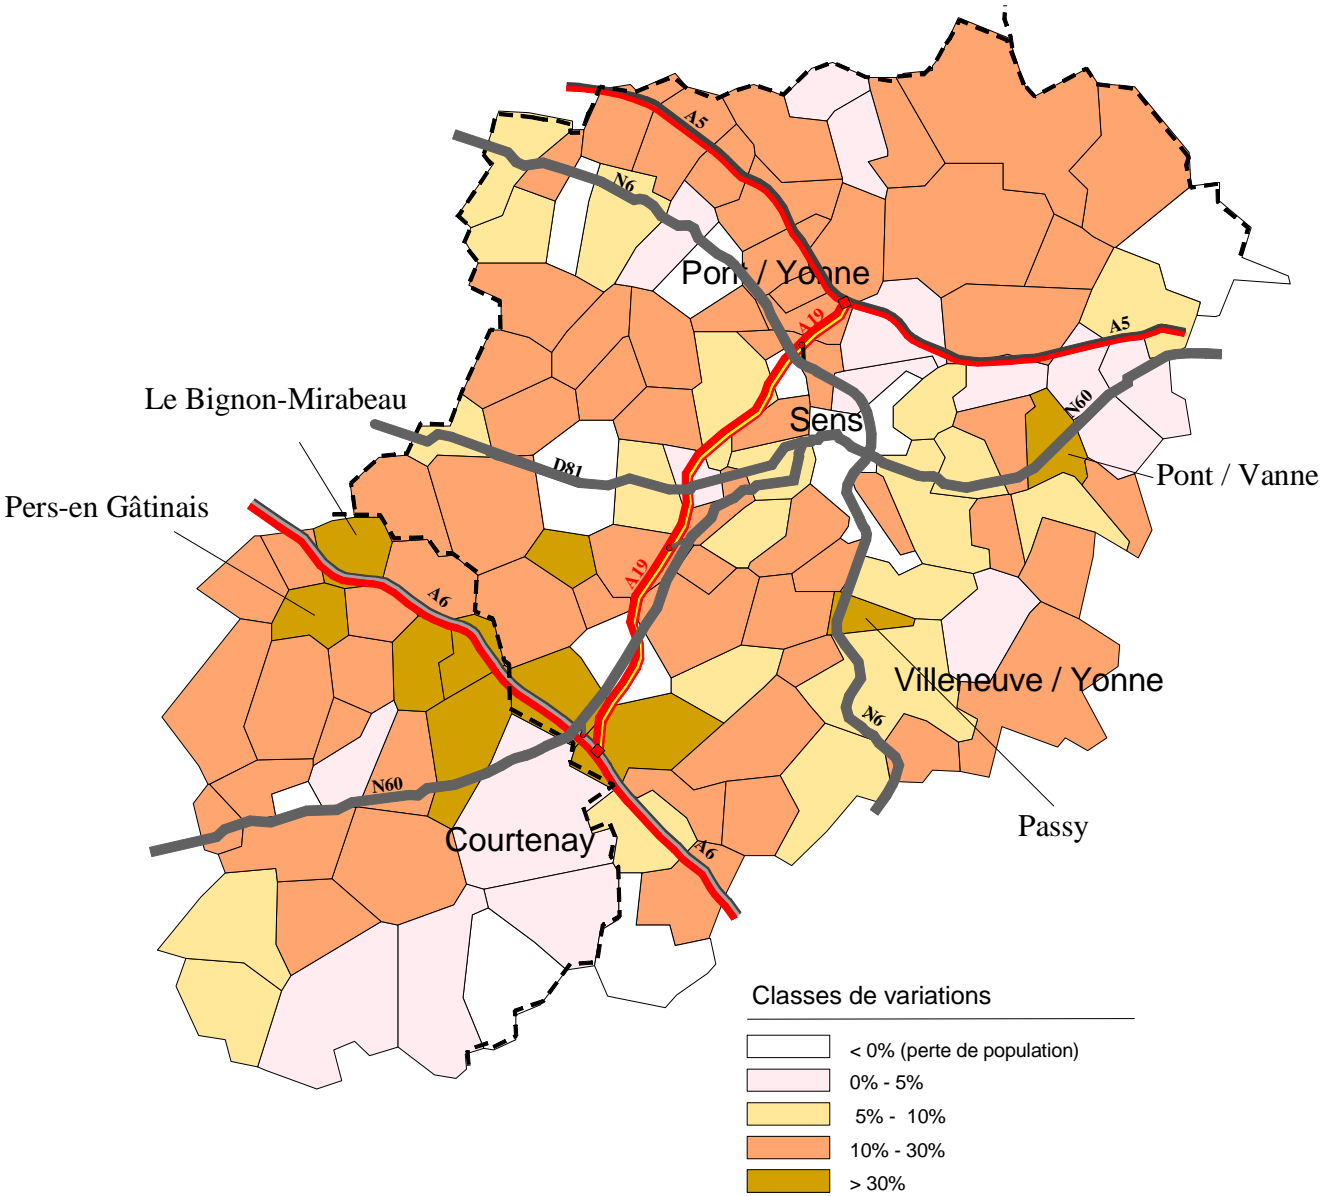 A5
N6
Pont / Yonne
A19
A5
Le Bignon-Mirabeau
Sens
N60
D81
Pont / Vanne
Pers-en Gâtinais
A19
A6
Villeneuve / Yonne
N6
N60
Passy
Courtenay
A6
Classes de variations
< 0% (perte de population)
0% - 5%
5% - 10%
10% - 30%
> 30%